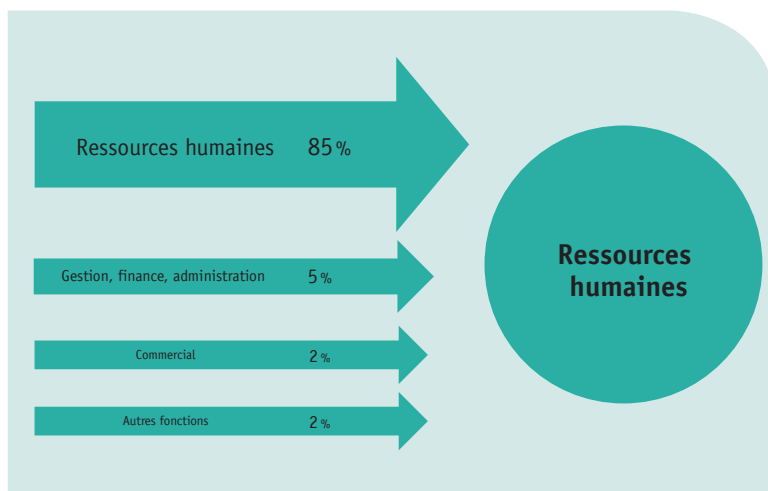 Ressources humaines 85 %
Gestion, finance, administration 5 %
Commercial 2 %
Autres fonctions 2 %
Ressources
humaines